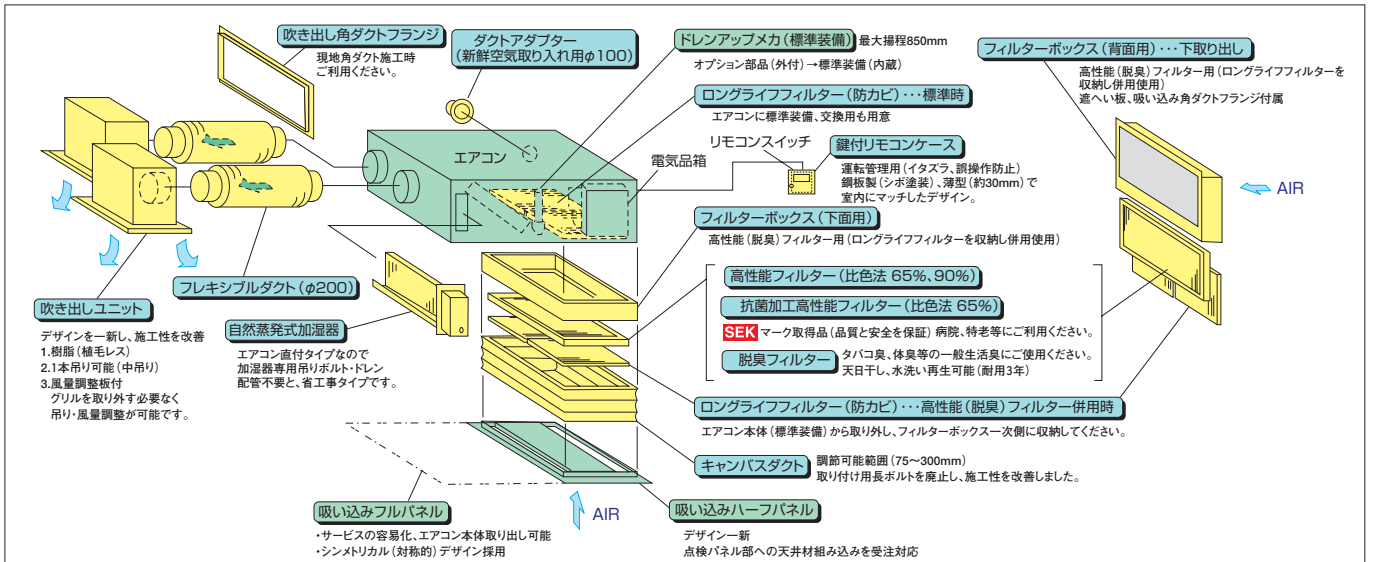 吹き出し角ダクトフランジ
現地角ダクト施工時
ご利用ください。
ダクトアダプター
(新鮮空気取り入れ用φ100)
ドレンアップメカ(標準装備) 最大揚程850mm
オプション部品(外付)→標準装備(内蔵)
ロングライフフィルター(防カビ)･･･標準時
エアコンに標準装備、交換用も用意
フィルターボックス(背面用)･･･下取り出し
高性能(脱臭)フィルター用(ロングライフフィルターを
収納し併用使用)
遮へい板、吸い込み角ダクトフランジ付属
エアコン
電気品箱
リモコンスイッチ
鍵付リモコンケース
運転管理用(イタズラ、誤操作防止)
鋼板製(シボ塗装)、薄型(約30mm)で
室内にマッチしたデザイン。
AIR
フィルターボックス(下面用)
高性能(脱臭)フィルター用(ロングライフフィルターを収納し併用使用)
高性能フィルター(比色法 65%、90%)
抗菌加工高性能フィルター(比色法 65%)
SEK マーク取得品(品質と安全を保証) 病院、特老等にご利用ください。
脱臭フィルター タバコ臭、体臭等の一般生活臭にご使用ください。
天日干し、水洗い再生可能(耐用3年)
フレキシブルダクト(φ200)
吹き出しユニット
デザインを一新し、施工性を改善
1.樹脂(植毛レス)
2.1本吊り可能(中吊り)
3.風量調整板付
グリルを取り外す必要なく
吊り･風量調整が可能です。
自然蒸発式加湿器
エアコン直付タイプなので
加湿器専用吊りボルト･ドレン
配管不要と、省工事タイプです。
ロングライフフィルター(防カビ)･･･高性能(脱臭)フィルター併用時
エアコン本体(標準装備)から取り外し、フィルターボックス一次側に収納してください。
キャンバスダクト 調節可能範囲(75～300mm)
取り付け用長ボルトを廃止し、施工性を改善しました。
吸い込みフルパネル
･サービスの容易化、エアコン本体取り出し可能
･シンメトリカル(対称的)デザイン採用
AIR
吸い込みハーフパネル
デザイン一新
点検パネル部への天井材組み込みを受注対応